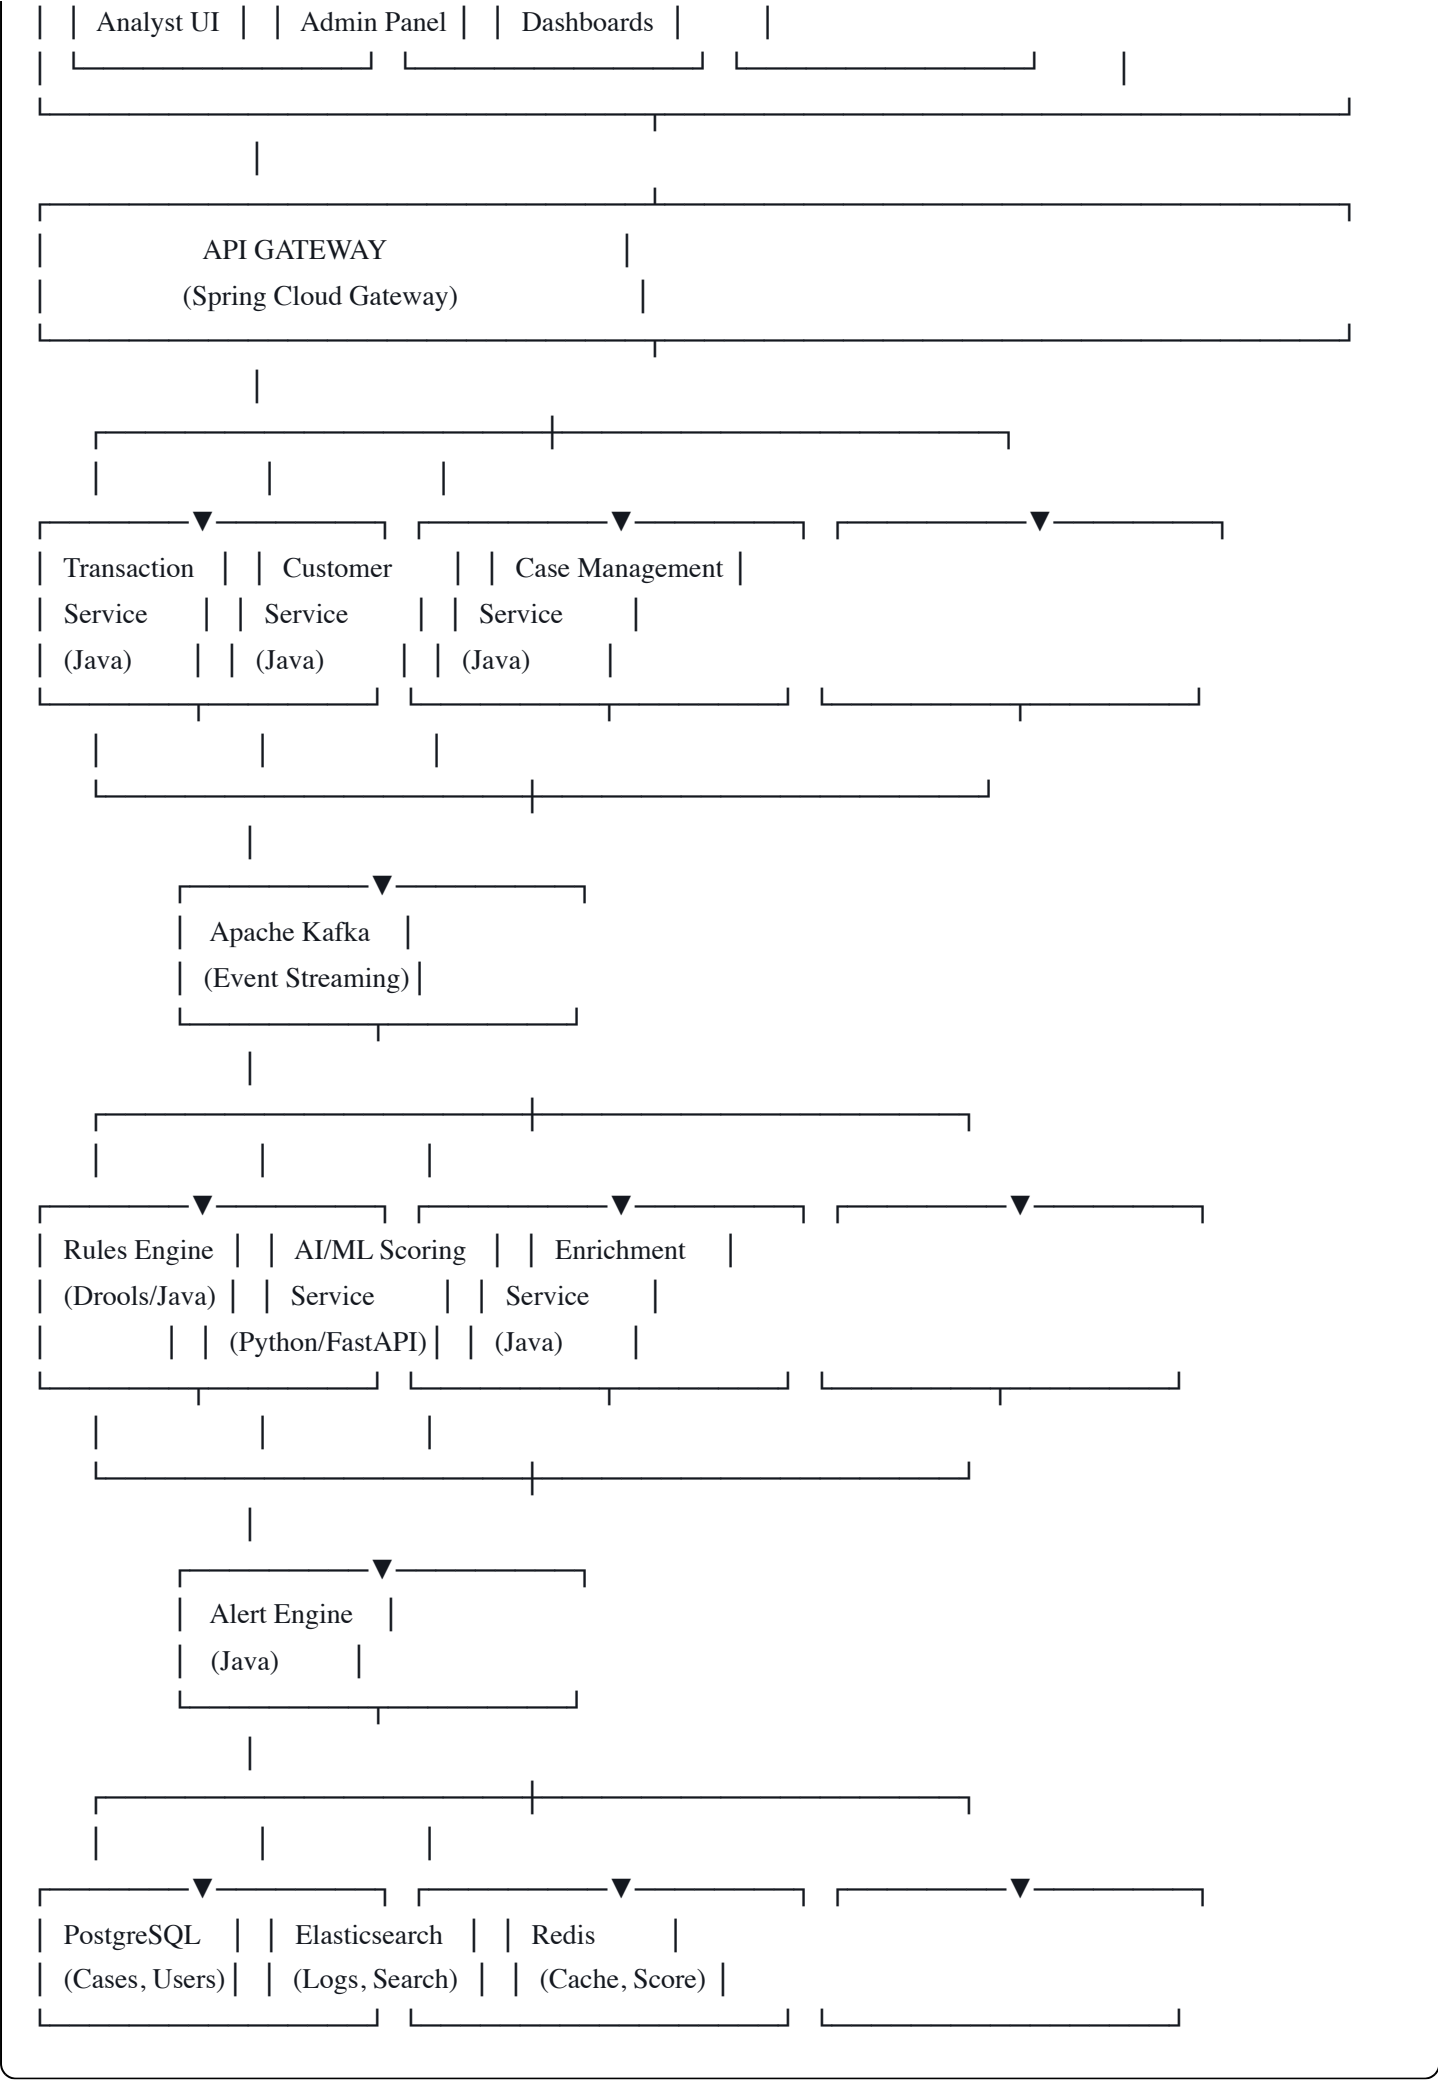 Analyst UI Admin Panel Dashboards
API GATEWAY
(Spring Cloud Gateway)
Transaction Customer Case Management
Service Service Service
(Java) (Java) (Java)
Apache Kafka
(Event Streaming)
Rules Engine AI/ML Scoring Enrichment
(Drools/Java) Service Service
(Python/FastAPI) (Java)
Alert Engine
(Java)
PostgreSQL Elasticsearch Redis
(Cases, Users) (Logs, Search) (Cache, Score)